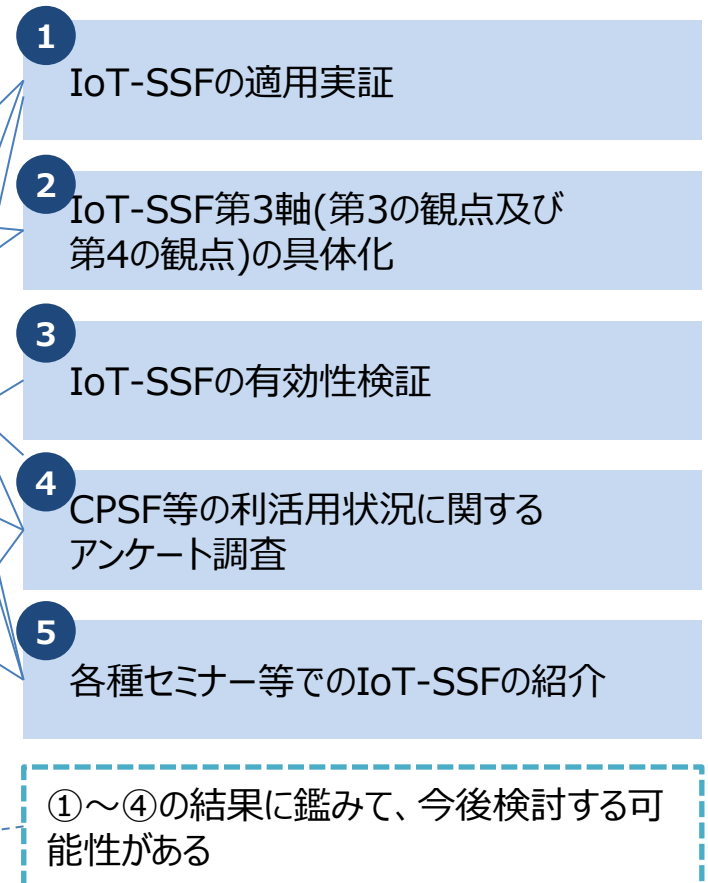 1
IoT-SSFの適用実証
2
IoT-SSF第3軸(第3の観点及び
第4の観点)の具体化
3
IoT-SSFの有効性検証
4
CPSF等の利活用状況に関する
アンケート調査
5
各種セミナー等でのIoT-SSFの紹介
①～④の結果に鑑みて、今後検討する可
能性がある